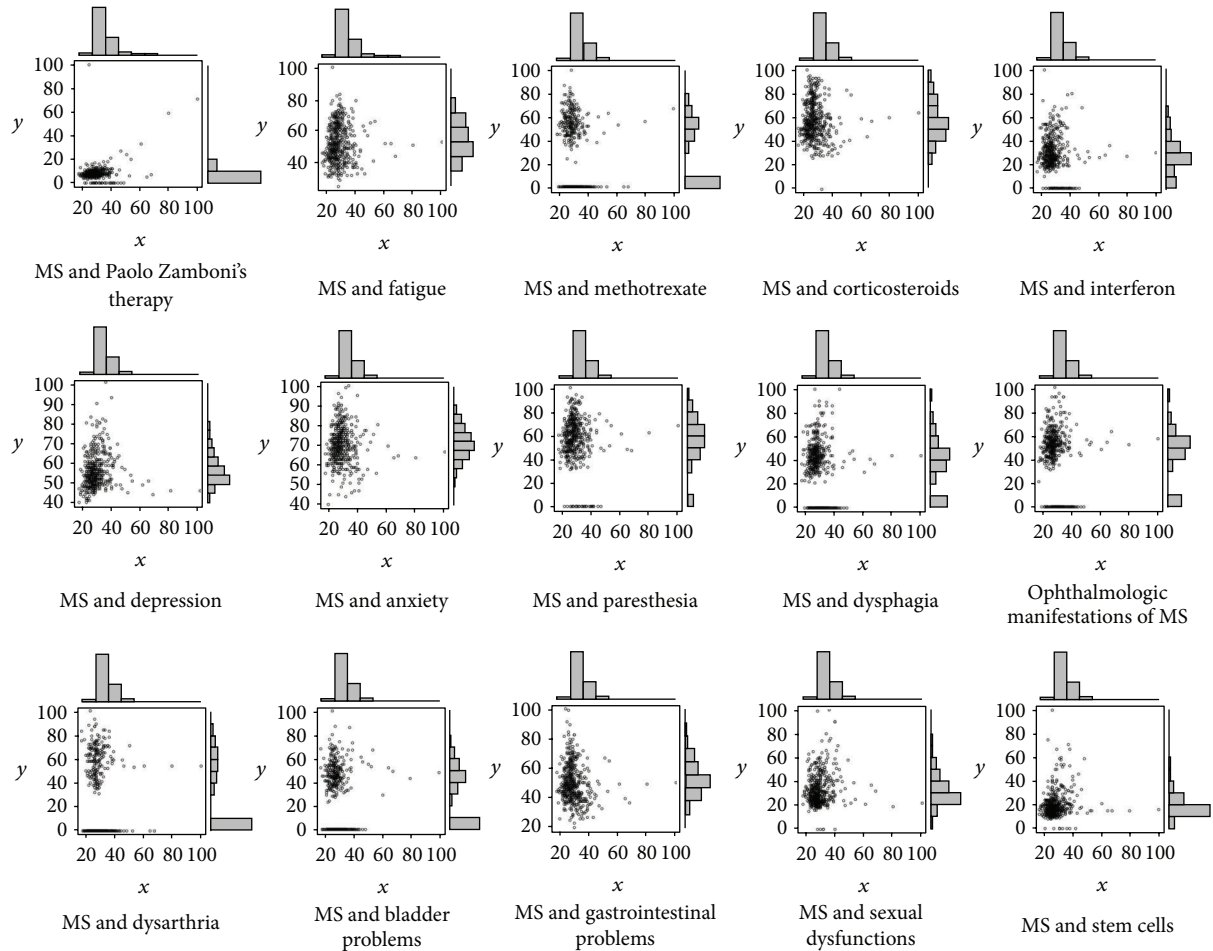 100
80
60
40
20
0
y
20 40 60 80 100
x
MS and Paolo Zamboni's
therapy
100
80
60
40
y
20 40 60 80 100
x
MS and fatigue
100
80
60
40
20
0
y
20 40 60 80 100
x
MS and methotrexate
100
80
60
40
20
0
y
20 40 60 80 100
x
MS and corticosteroids
100
80
60
40
20
0
y
20 40 60 80 100
x
MS and interferon
100
90
80
70
60
50
40
y
20 40 60 80 100
x
MS and depression
100
90
80
70
60
50
40
y
20 40 60 80 100
x
MS and anxiety
100
80
60
40
20
0
y
20 40 60 80 100
x
MS and paresthesia
100
80
60
40
20
0
y
20 40 60 80 100
x
MS and dysphagia
100
80
60
40
20
0
y
20 40 60 80 100
x
Ophthalmologic
manifestations of MS
100
80
60
40
20
0
y
20 40 60 80 100
x
MS and dysarthria
100
80
60
40
20
0
y
20 40 60 80 100
x
MS and bladder
problems
100
80
60
40
20
y
20 40 60 80 100
x
MS and gastrointestinal
problems
100
80
60
40
20
0
y
20 40 60 80 100
x
MS and sexual
dysfunctions
100
80
60
40
20
0
y
20 40 60 80 100
x
MS and stem cells